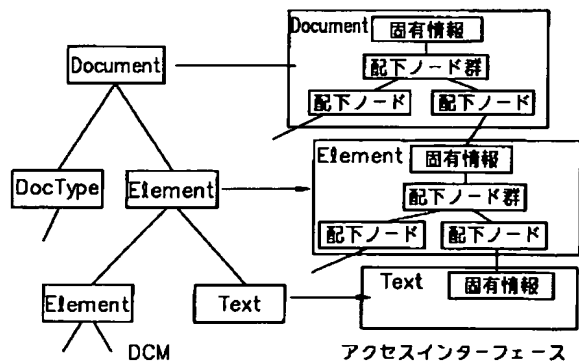 Document
DocType
Element
Element
Text
DCM
Document
固有情報
配下ノード群
配下ノード
配下ノード
Element
固有情報
配下ノード群
配下ノード
配下ノード
Text
固有情報
アクセスインターフェース